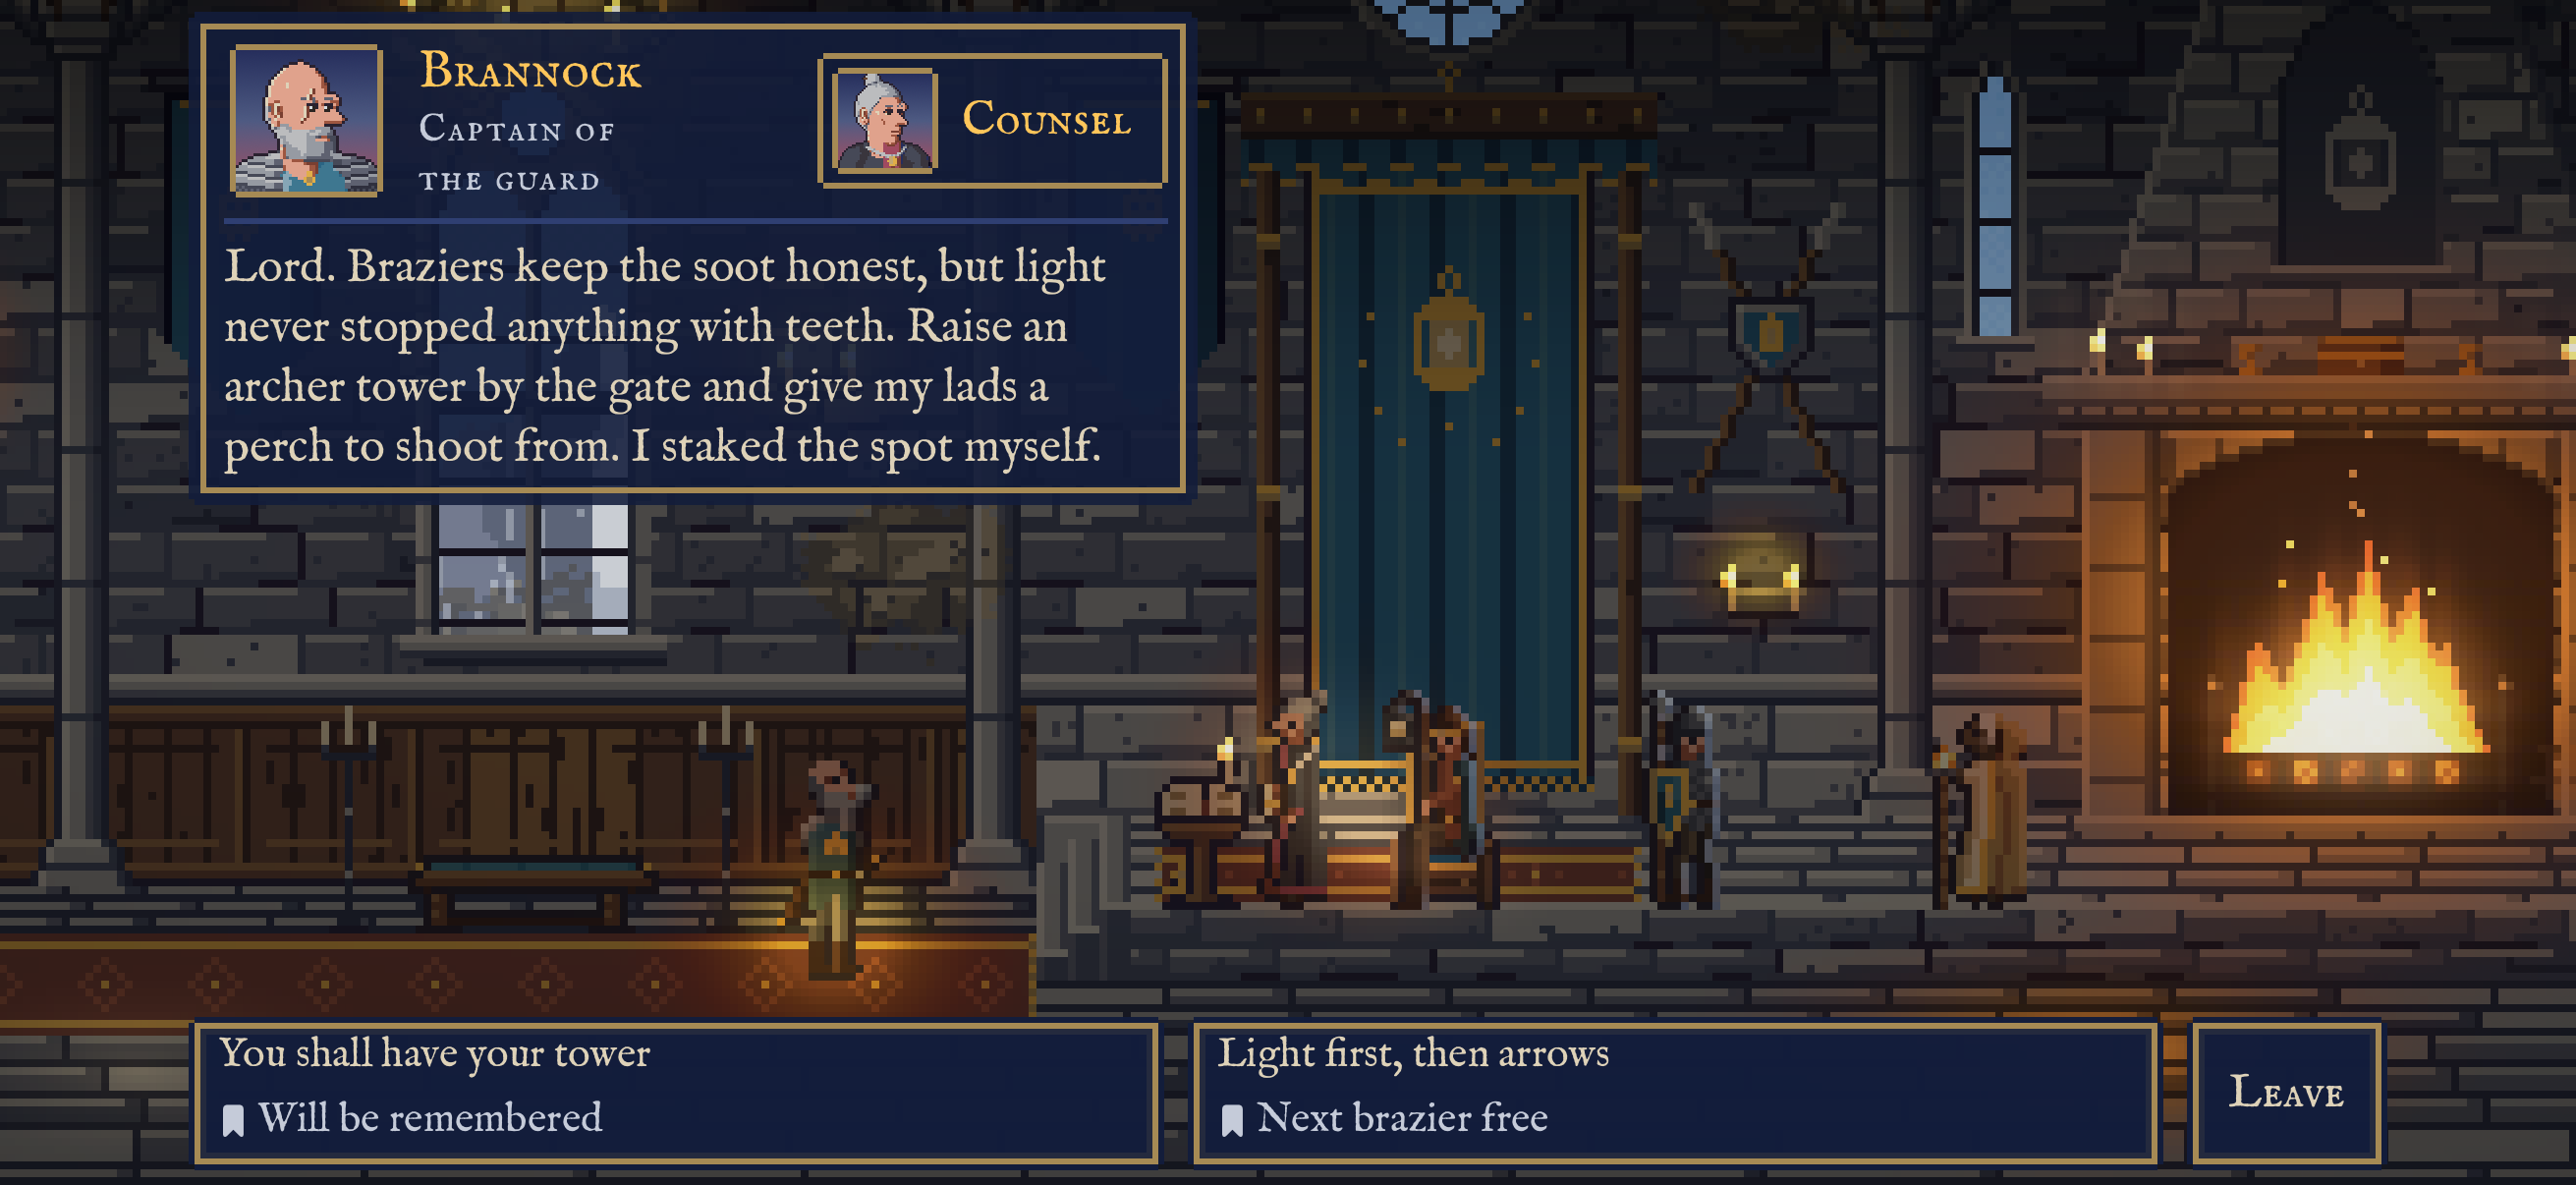 Brannock
Captain of
the guard
Counsel
Lord. Braziers keep the soot honest, but light
never stopped anything with teeth. Raise an
archer tower by the gate and give my lads a
perch to shoot from. I staked the spot myself.
You shall have your tower
Will be remembered
Light first, then arrows
Next brazier free
Leave